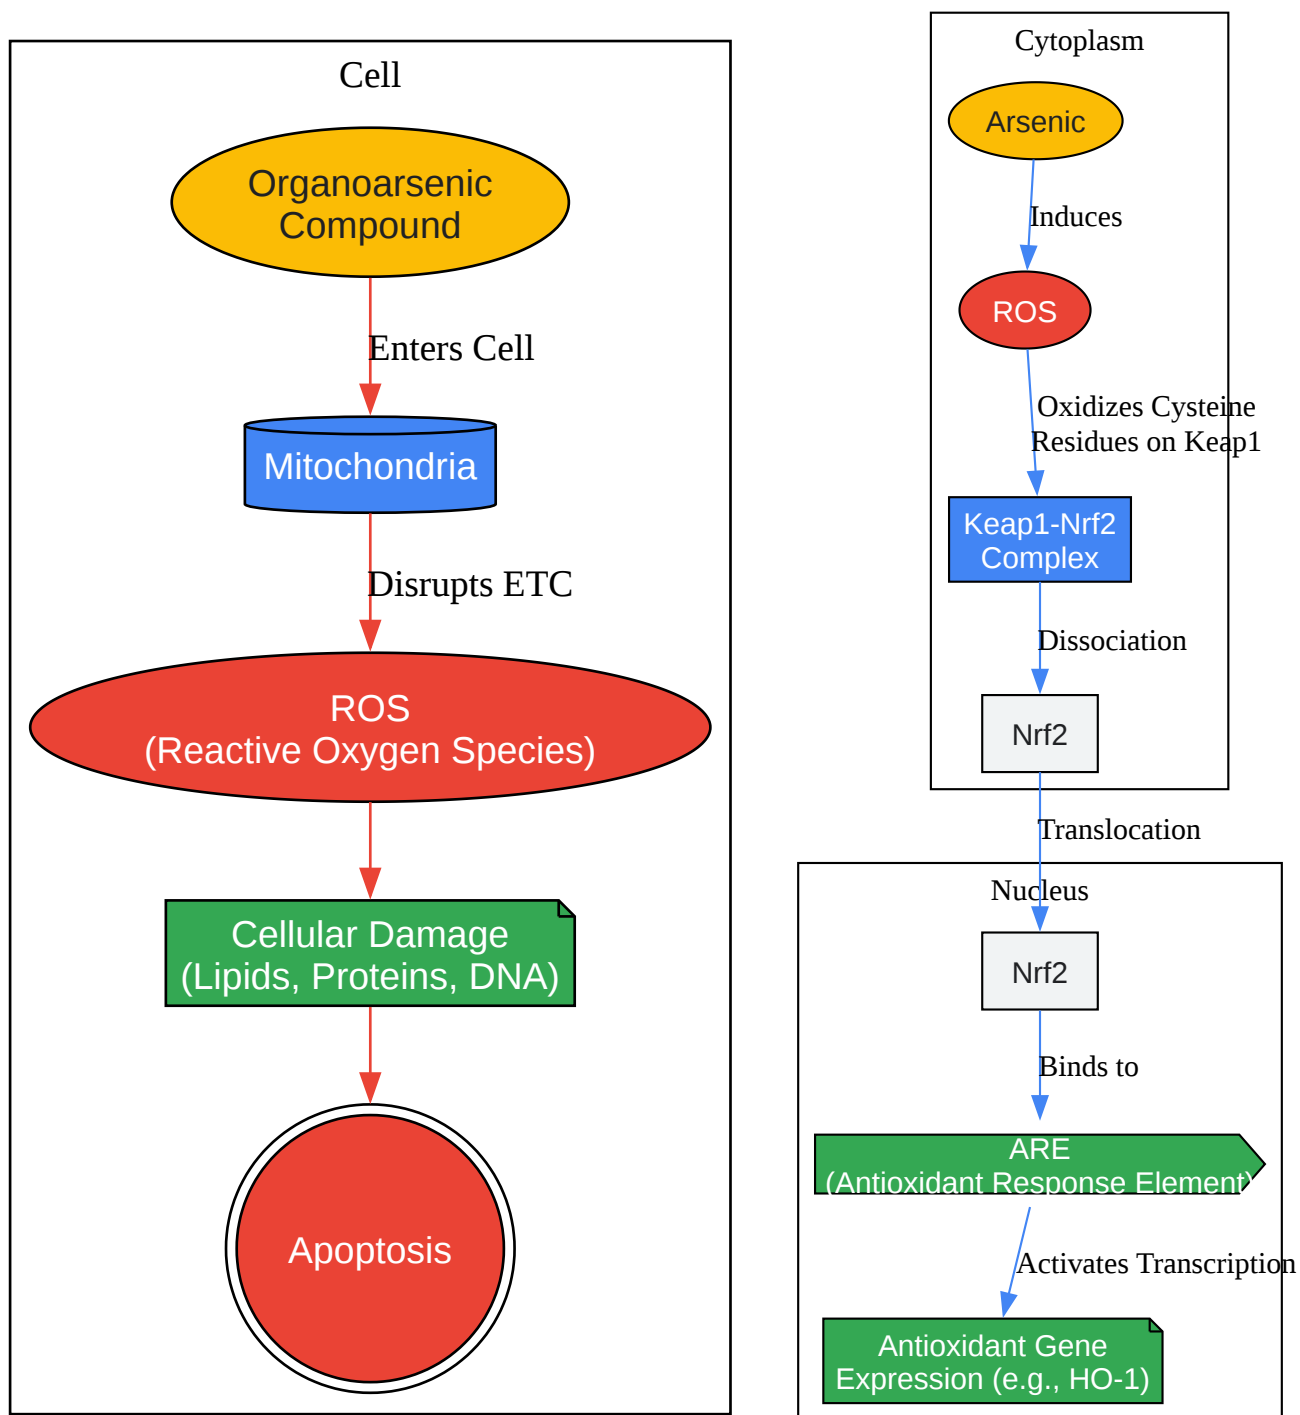 Cell
Organoarsenic
Compound
Enters Cell
Mitochondria
Disrupts ETC
ROS
(Reactive Oxygen Species)
Cellular Damage
(Lipids, Proteins, DNA)
Apoptosis
Cytoplasm
Arsenic
Induces
ROS
Oxidizes Cysteine
Residues on Keap1
Keap1-Nrf2
Complex
Dissociation
Nrf2
Translocation
Nucleus
Nrf2
Binds to
ARE
(Antioxidant Response Element)
Activates Transcription
Antioxidant Gene
Expression (e.g., HO-1)